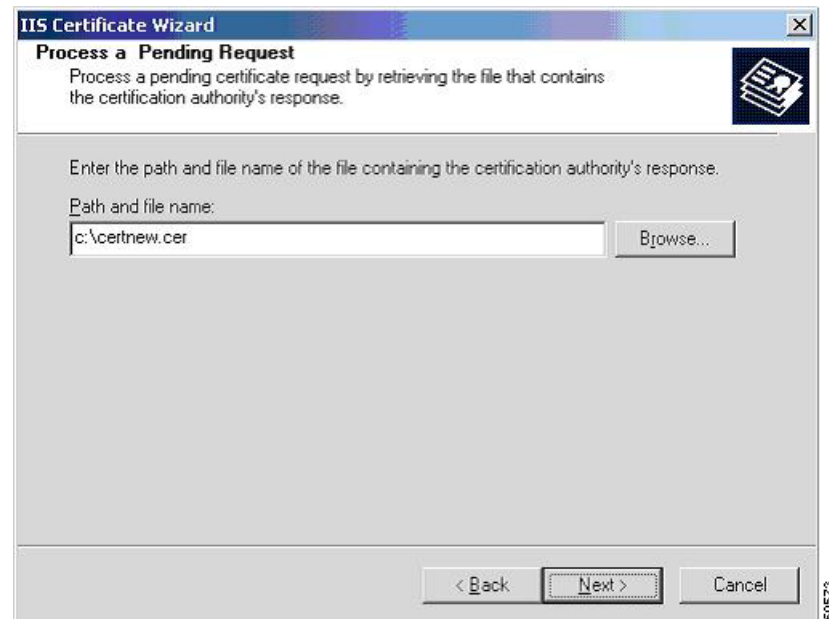 IIS Certificate Wizard
Process a Pending Request
Process a pending certificate request by retrieving the file that contains
the certification authority's response.
Enter the path and file name of the file containing the certification authority's response.
Path and file name:
c:\certnew.cer
Browse...
< Back
Next >
Cancel